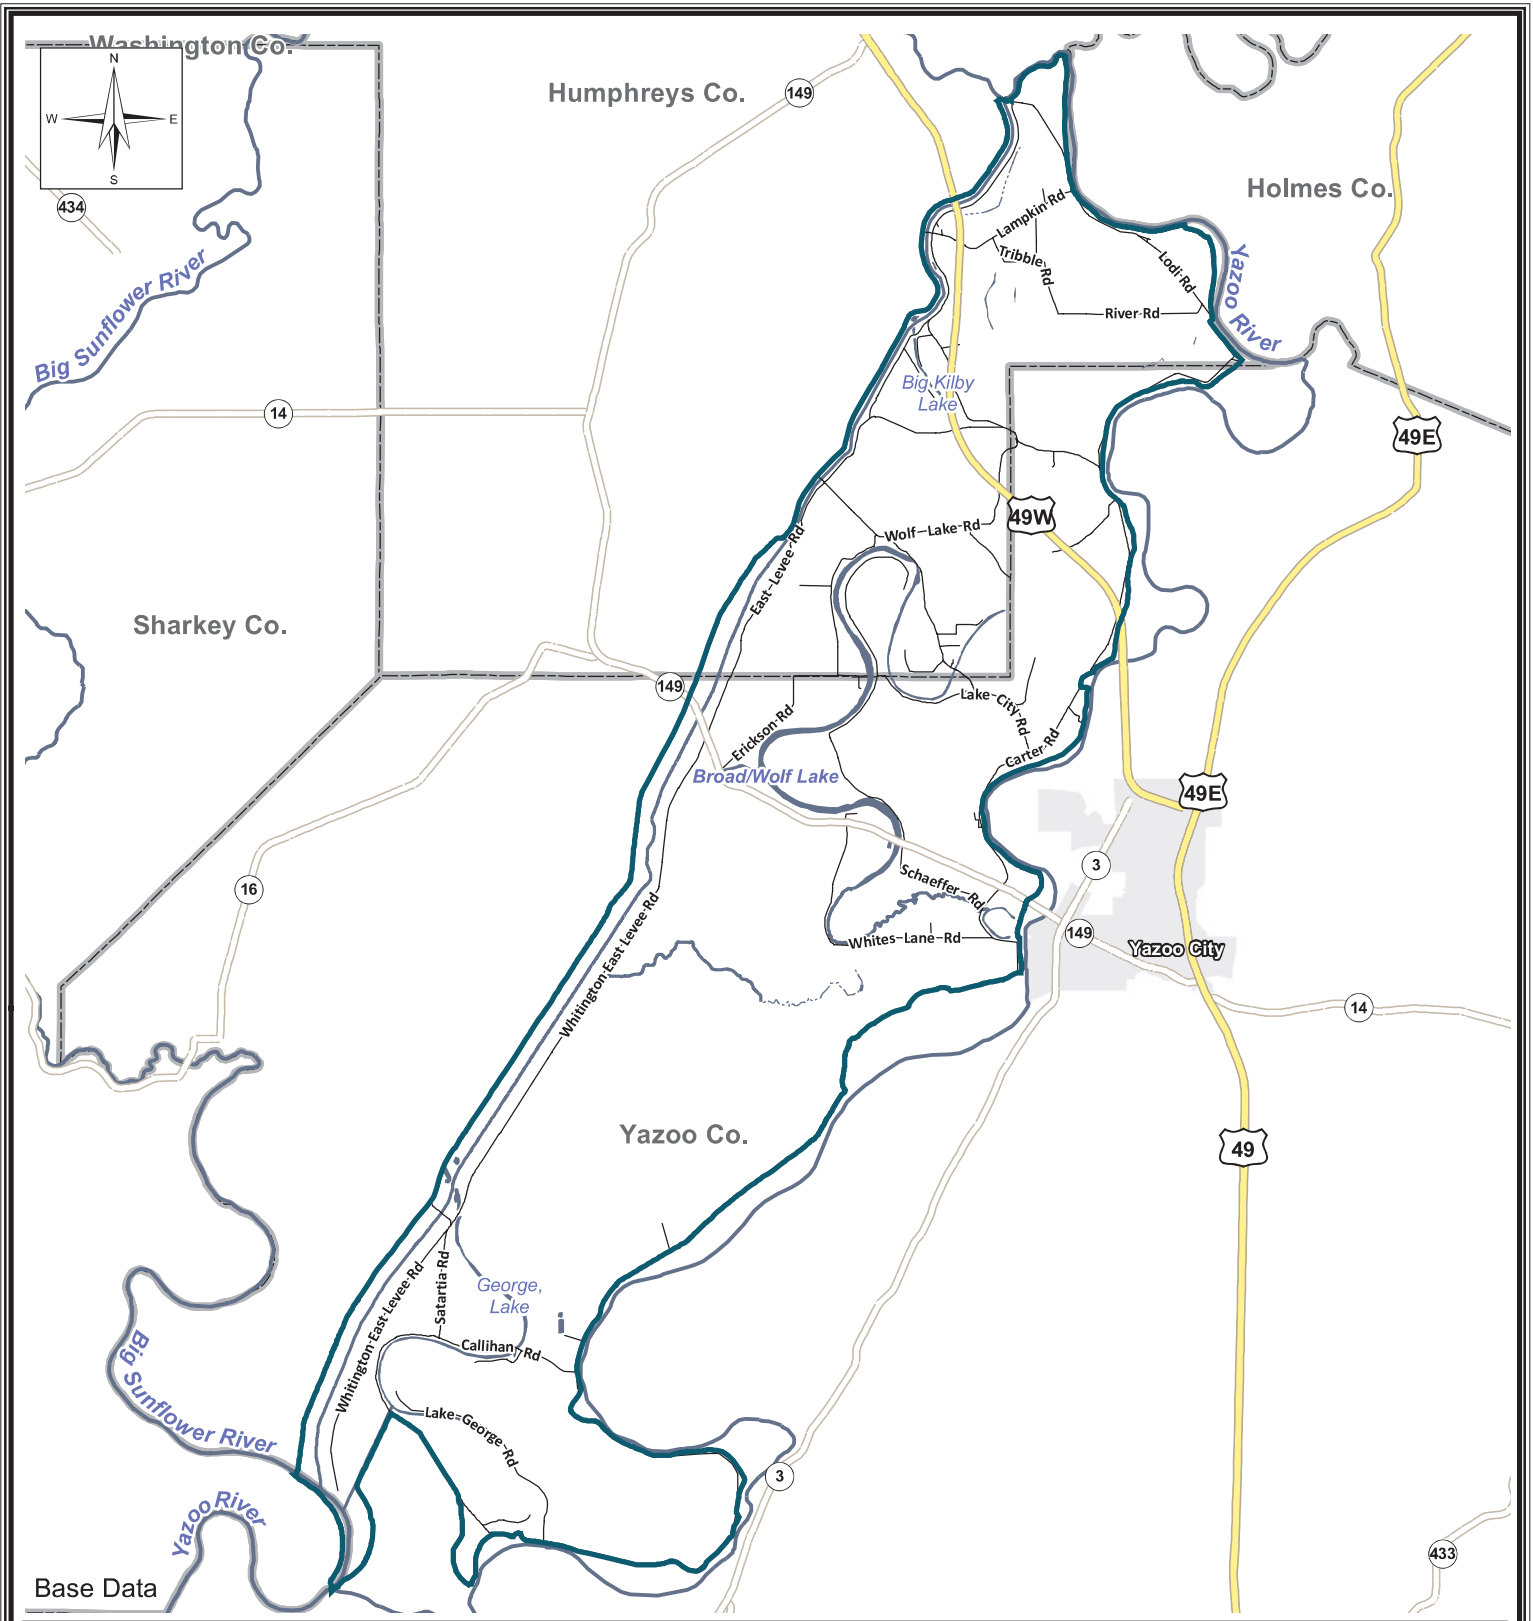 Washington Co.
N
W
E
S
Humphreys Co.
149
434
Holmes Co.
Lampkin Rd
Tribble Rd
Lodi Rd
River Rd
Yazoo River
Big Sunflower River
Big Kilby
Lake
14
49E
49W
Wolf Lake Rd
East Levee Rd
Sharkey Co.
149
Lake City Rd
Erickson Rd
Carter Rd
Broad/Wolf Lake
49E
3
16
Schaeffer Rd
Whitington East Levee Rd
Whites Lane Rd
149
Yazoo City
14
Yazoo Co.
49
Whitington East Levee Rd
Satartia Rd
George,
Lake
i
Callihan Rd
Big Sunflower River
Lake George Rd
3
Yazoo River
433
Base Data